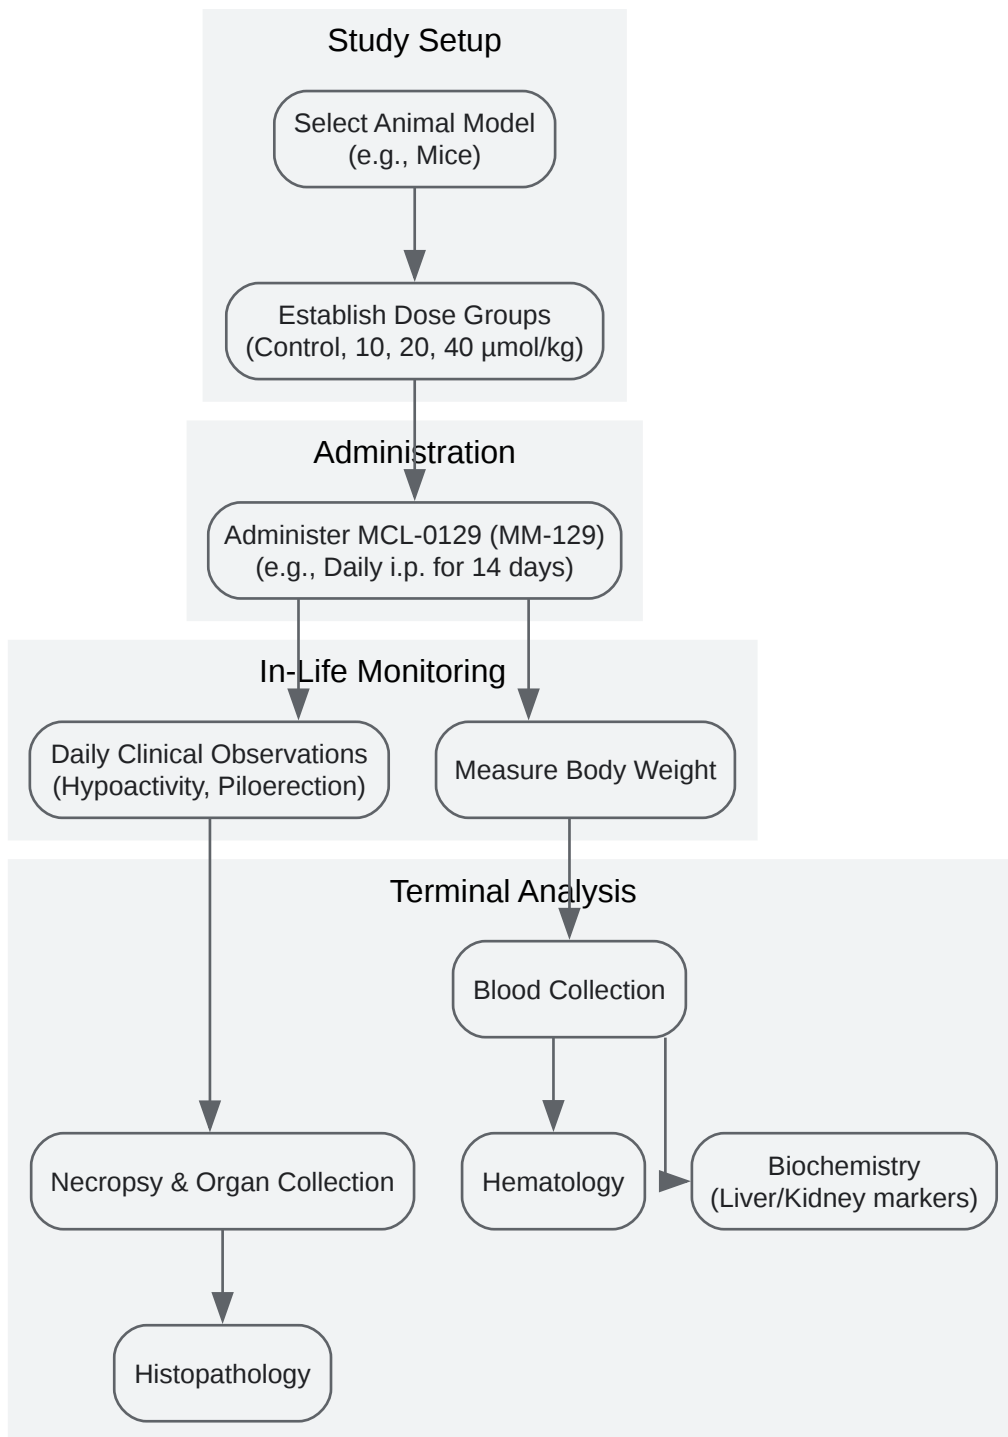 Study Setup
Select Animal Model
(e.g., Mice)
Establish Dose Groups
(Control, 10, 20, 40 µmol/kg)
Administration
Administer MCL-0129 (MM-129)
(e.g., Daily i.p. for 14 days)
In-Life Monitoring
Daily Clinical Observations
(Hypoactivity, Piloerection)
Measure Body Weight
Terminal Analysis
Blood Collection
Necropsy & Organ Collection
Hematology
Biochemistry
(Liver/Kidney markers)
Histopathology